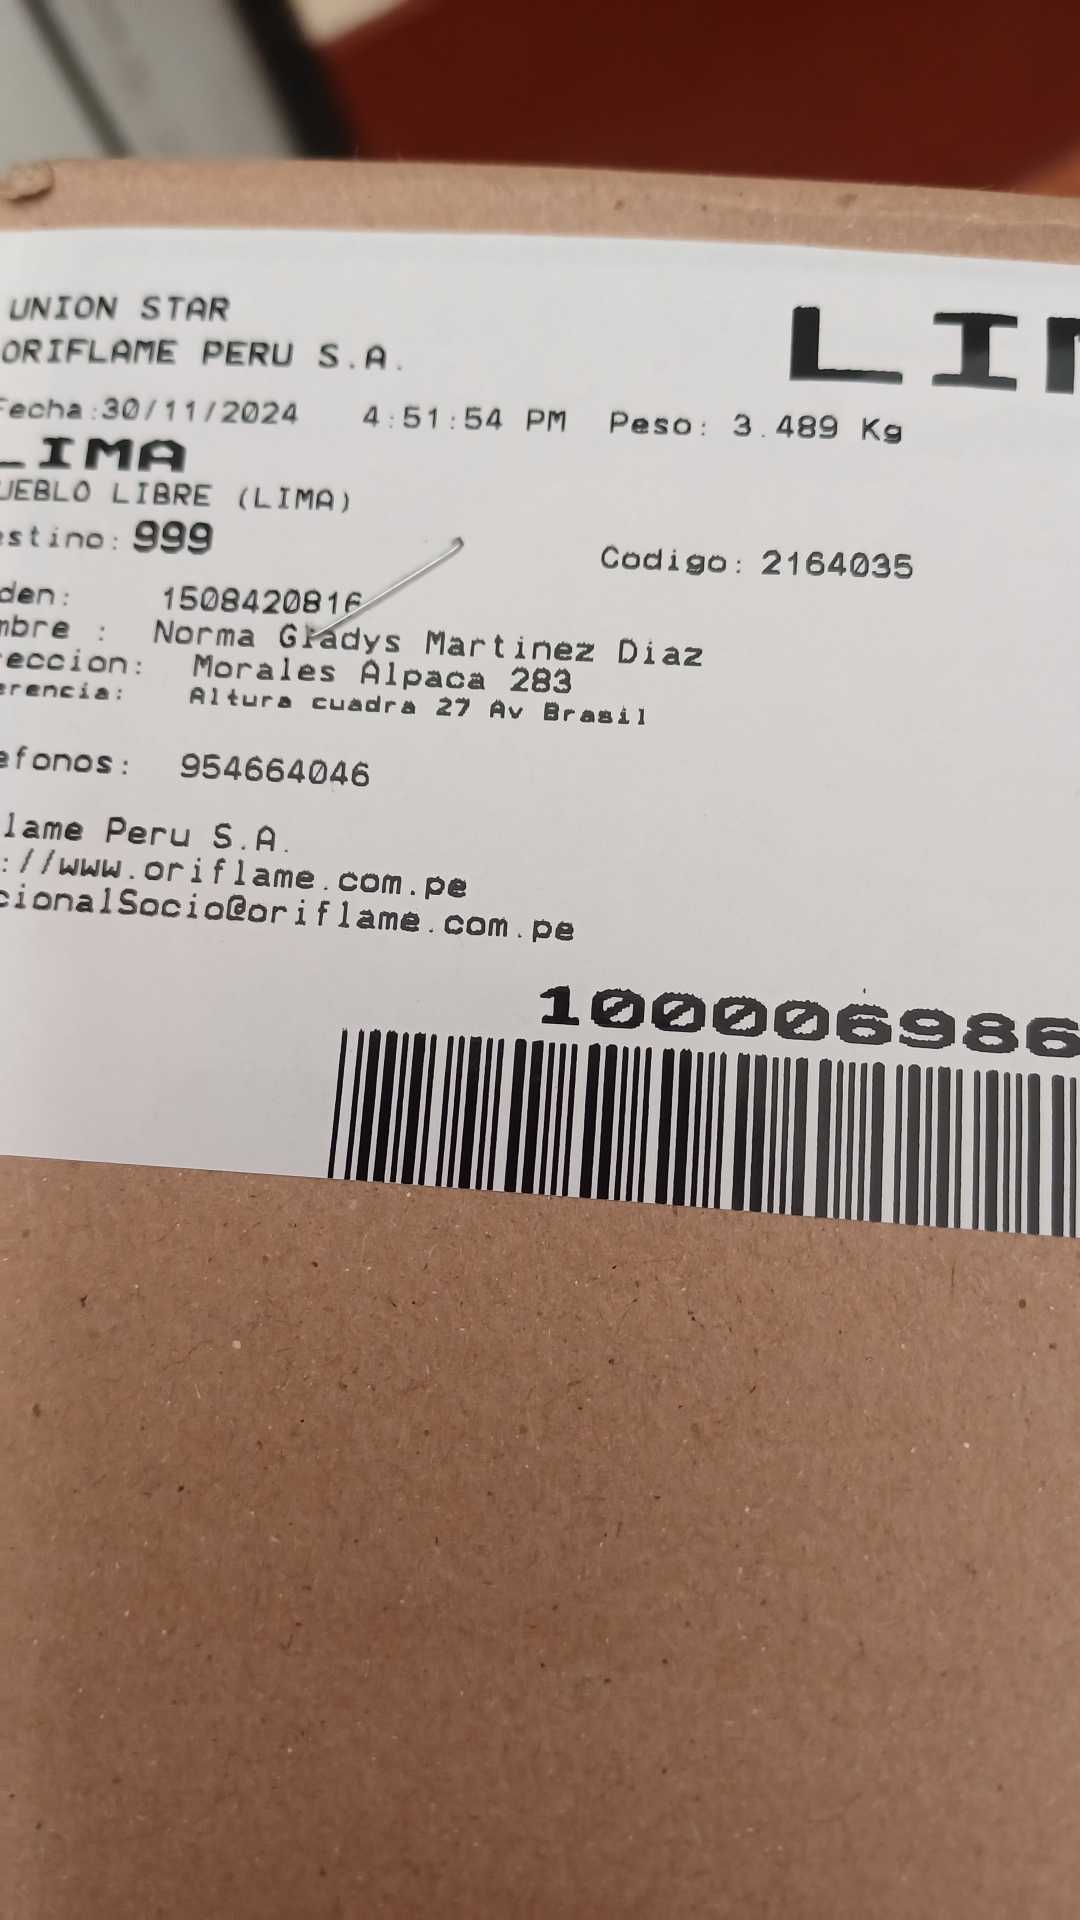 UNION STAR
LIM
ORIFLAME PERU S.A.
Fecha:30/11/2024 4:51:54 PM Peso: 3.489 Kg
LIMA
UEBLO LIBRE (LIMA)
estino: 999
Codigo: 2164035
den: 1508420816
mbre : Norma Gladys Martinez Diaz
reccion: Morales Alpaca 283
erencia: Altura cuadra 27 Av Brasil
efonos: 954664046
lame Peru S.A.
://www.oriflame.com.pe
cionalSocio@oriflame.com.pe
100006986